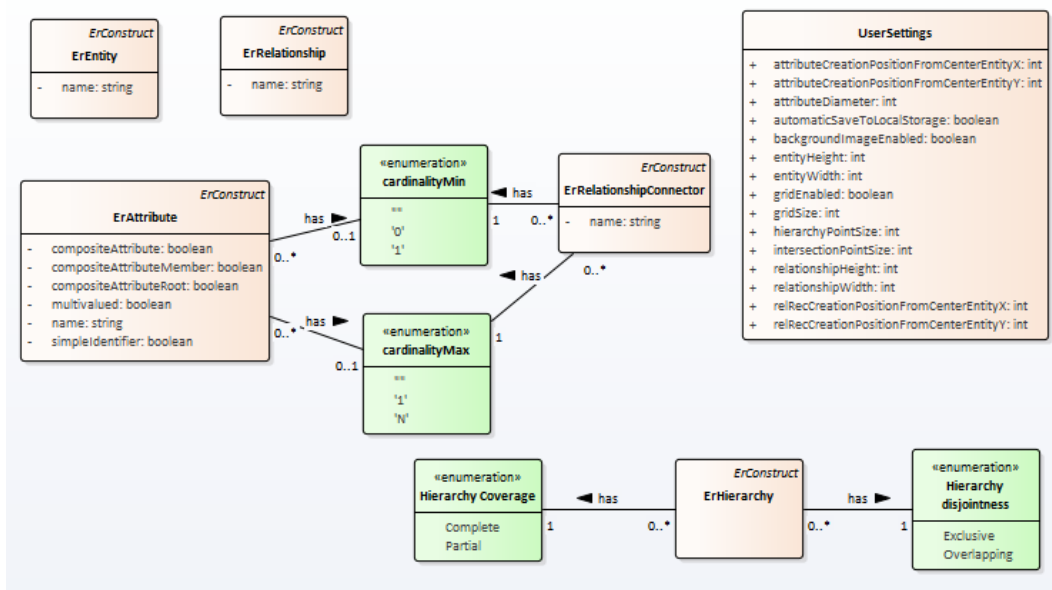 ErConstruct
ErEntity
- name: string
ErConstruct
ErRelationship
- name: string
UserSettings
+ attributeCreationPositionFromCenterEntityX: int
+ attributeCreationPositionFromCenterEntityY: int
+ attributeDiameter: int
+ automaticSaveToLocalStorage: boolean
+ backgroundImageEnabled: boolean
+ entityHeight: int
+ entityWidth: int
+ gridEnabled: boolean
+ gridSize: int
+ hierarchyPointSize: int
+ intersectionPointSize: int
+ relationshipHeight: int
+ relationshipWidth: int
+ relRecCreationPositionFromCenterEntityX: int
+ relRecCreationPositionFromCenterEntityY: int
«enumeration»
cardinalityMin
""
'0'
'1'
ErConstruct
ErRelationshipConnector
- name: string
has
1
0..*
ErConstruct
ErAttribute
- compositeAttribute: boolean
- compositeAttributeMember: boolean
- compositeAttributeRoot: boolean
- multivalued: boolean
- name: string
- simpleIdentifier: boolean
has
0..1
0..*
has
0..*
1
has
0..*
0..1
«enumeration»
cardinalityMax
""
'1'
'N'
«enumeration»
Hierarchy Coverage
Complete
Partial
has
1
0..*
ErConstruct
ErHierarchy
has
0..*
1
«enumeration»
Hierarchy
disjointness
Exclusive
Overlapping